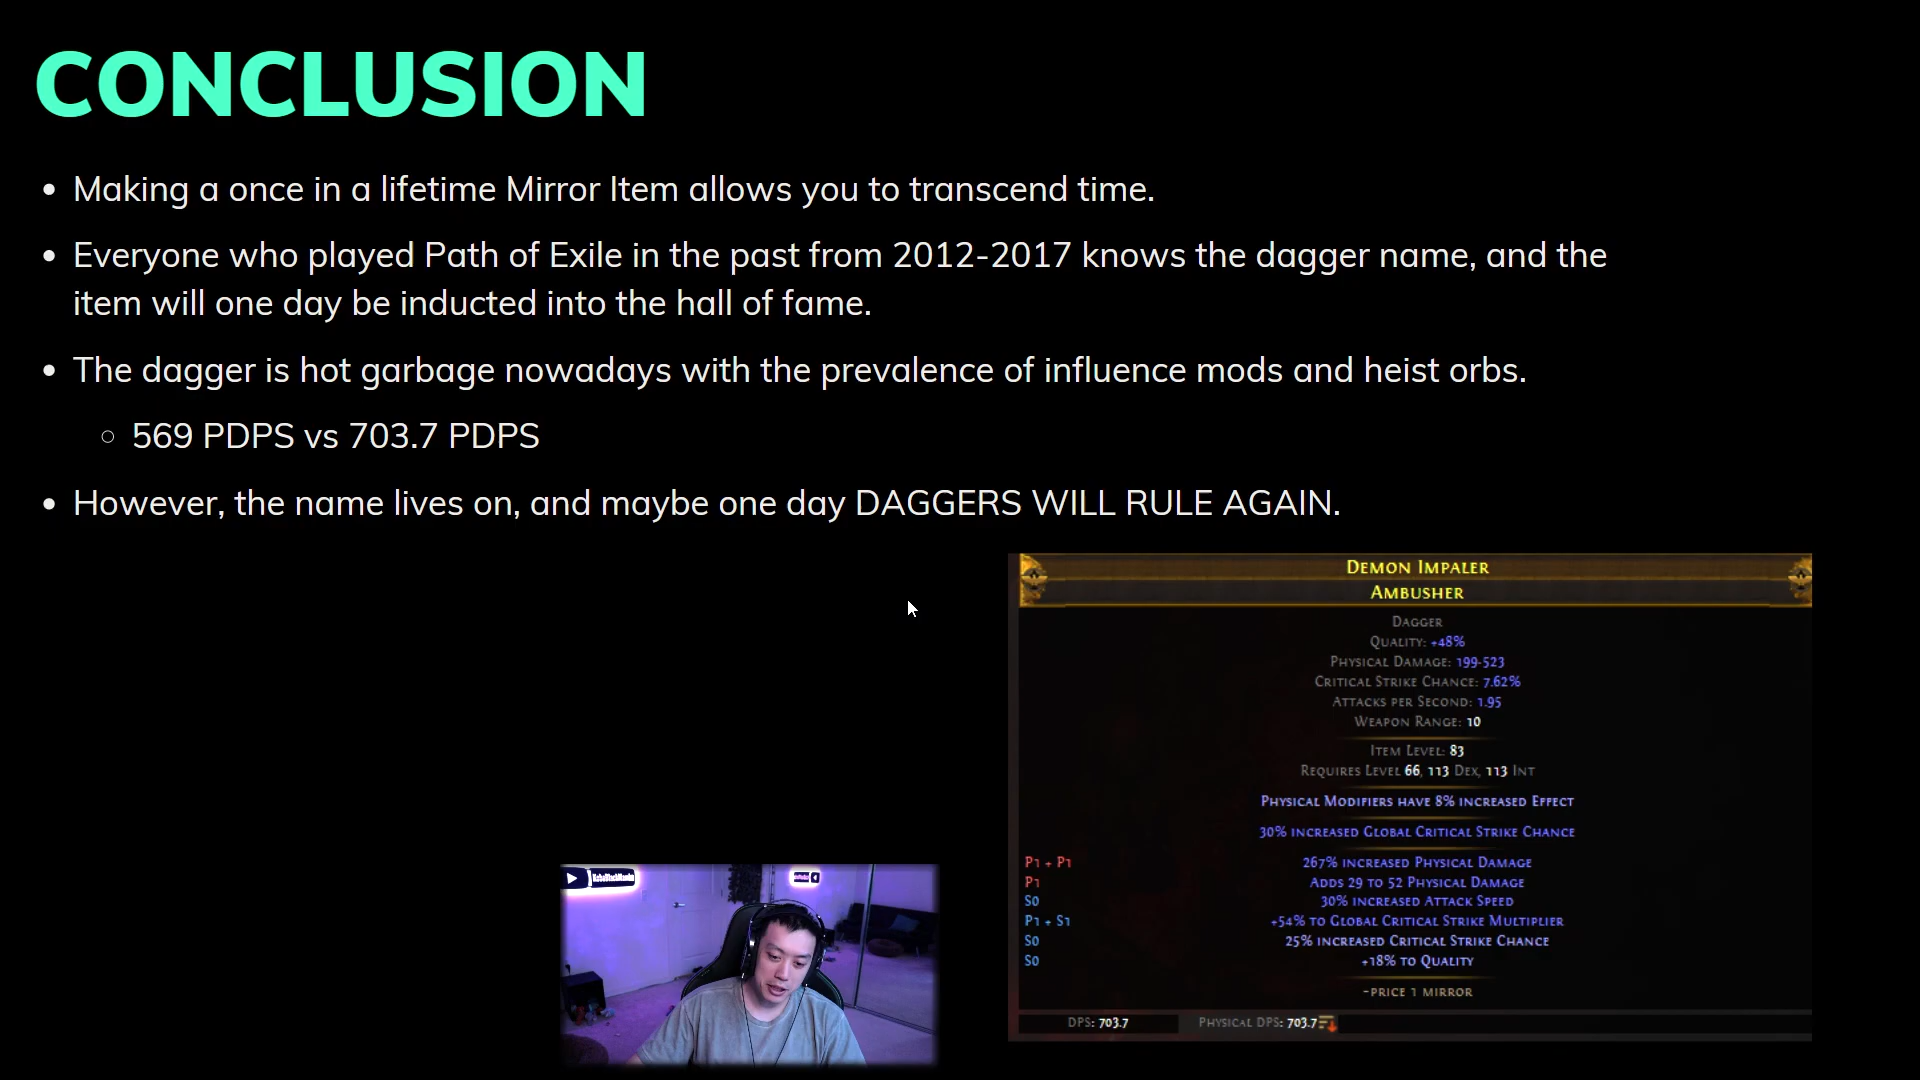 CONCLUSION
• Making a once in a lifetime Mirror Item allows you to transcend time.
• Everyone who played Path of Exile in the past from 2012-2017 knows the dagger name, and the
item will one day be inducted into the hall of fame.
• The dagger is hot garbage nowadays with the prevalence of influence mods and heist orbs.
○ 569 PDPS vs 703.7 PDPS
• However, the name lives on, and maybe one day DAGGERS WILL RULE AGAIN.
Demon Impaler
Ambusher
Dagger
Quality: +48%
Physical Damage: 199-523
Critical Strike Chance: 7.62%
Attacks per Second: 1.95
Weapon Range: 10
Item Level: 83
Requires Level 66, 113 Dex, 113 Int
Physical Modifiers have 8% increased Effect
30% increased Global Critical Strike Chance
P1 + P1 267% increased Physical Damage
P1 Adds 29 to 52 Physical Damage
S0 30% increased Attack Speed
P1 + S1 +54% to Global Critical Strike Multiplier
S0 25% increased Critical Strike Chance
S0 +18% to Quality
~price 1 mirror
DPS: 703.7 Physical DPS: 703.7